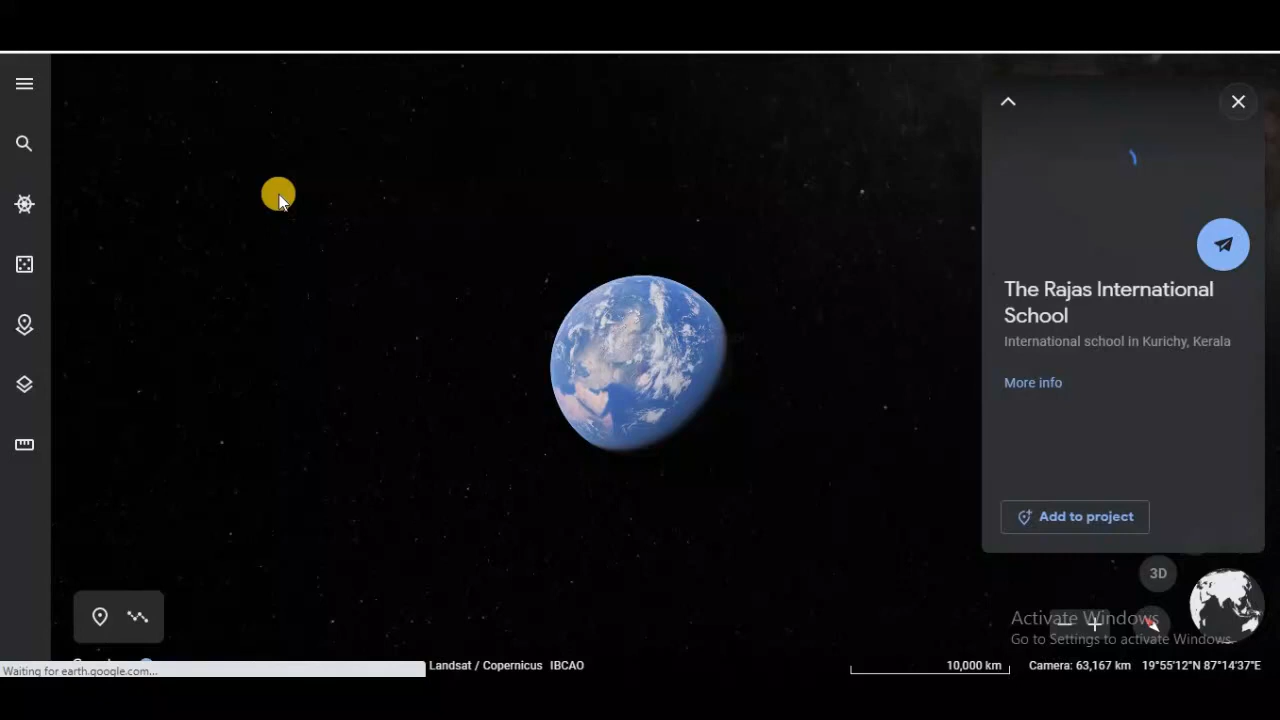 The Rajas International
School
International school in Kurichy, Kerala
More info
Add to project
3D
Activate Windows
Go to Settings to activate Windows.
Waiting for earth.google.com...
Landsat / Copernicus IBCAO
10,000 km
Camera: 63,167 km 19°55'12"N 87°14'37"E